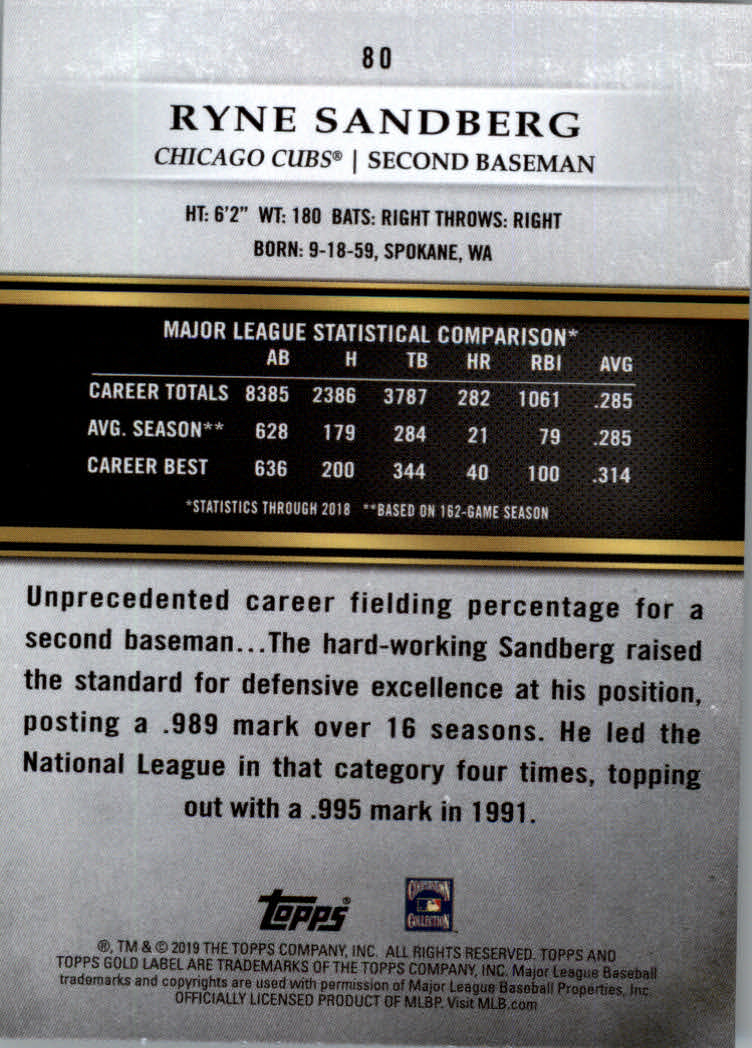 80
RYNE SANDBERG
CHICAGO CUBS® | SECOND BASEMAN
HT: 6'2" WT: 180 BATS: RIGHT THROWS: RIGHT
BORN: 9-18-59, SPOKANE, WA
MAJOR LEAGUE STATISTICAL COMPARISON*
AB H TB HR RBI AVG
CAREER TOTALS 8385 2386 3787 282 1061 .285
AVG. SEASON** 628 179 284 21 79 .285
CAREER BEST 636 200 344 40 100 .314
*STATISTICS THROUGH 2018 **BASED ON 162-GAME SEASON
Unprecedented career fielding percentage for a
second baseman...The hard-working Sandberg raised
the standard for defensive excellence at his position,
posting a .989 mark over 16 seasons. He led the
National League in that category four times, topping
out with a .995 mark in 1991.
Topps®
COOPERSTOWN
COLLECTION
®, TM & © 2019 THE TOPPS COMPANY, INC. ALL RIGHTS RESERVED. TOPPS AND
TOPPS GOLD LABEL ARE TRADEMARKS OF THE TOPPS COMPANY, INC. Major League Baseball
trademarks and copyrights are used with permission of Major League Baseball Properties, Inc.
OFFICIALLY LICENSED PRODUCT OF MLBP. Visit MLB.com